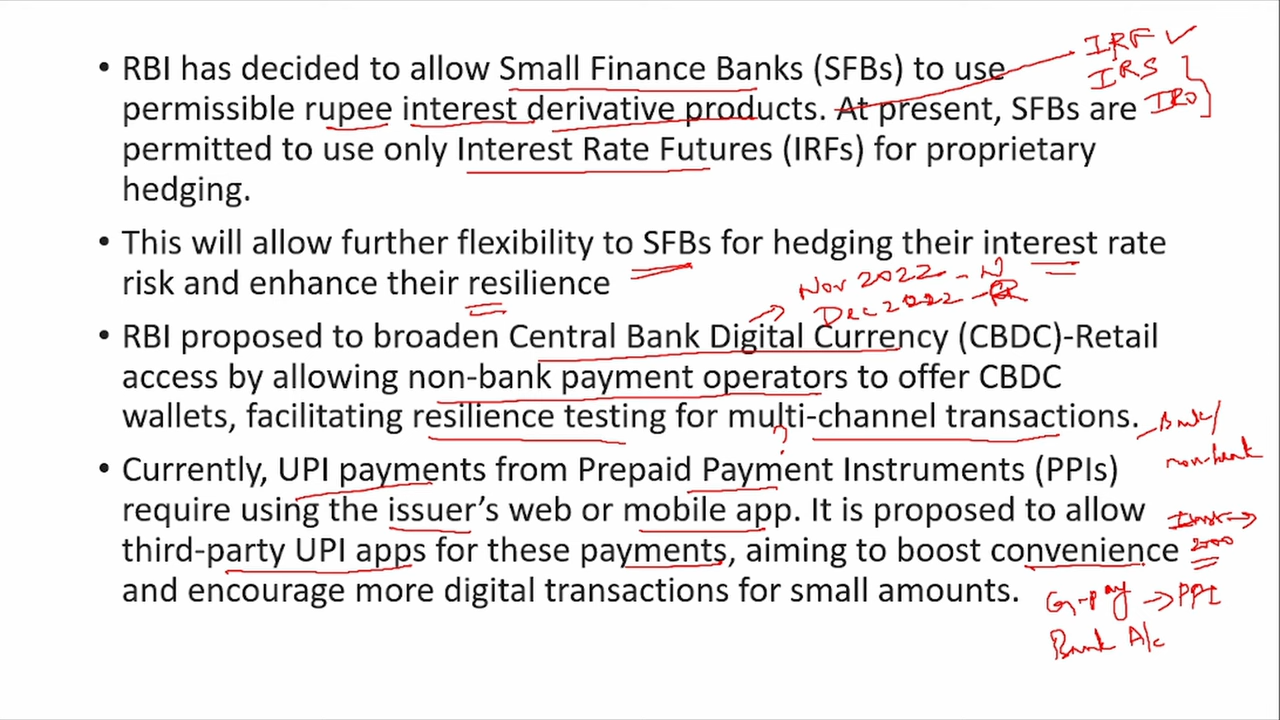 • RBI has decided to allow Small Finance Banks (SFBs) to use
IRF ✓
IRS
permissible rupee interest derivative products. At present, SFBs are
IRO
permitted to use only Interest Rate Futures (IRFs) for proprietary
hedging.
• This will allow further flexibility to SFBs for hedging their interest rate
risk and enhance their resilience
Nov 2022 -
Dec 2022 -
• RBI proposed to broaden Central Bank Digital Currency (CBDC)-Retail
access by allowing non-bank payment operators to offer CBDC
wallets, facilitating resilience testing for multi-channel transactions.
- Bank/
non-bank
?
• Currently, UPI payments from Prepaid Payment Instruments (PPIs)
require using the issuer’s web or mobile app. It is proposed to allow
third-party UPI apps for these payments, aiming to boost convenience
2000
and encourage more digital transactions for small amounts.
G-pay → PPI
Bank A/c